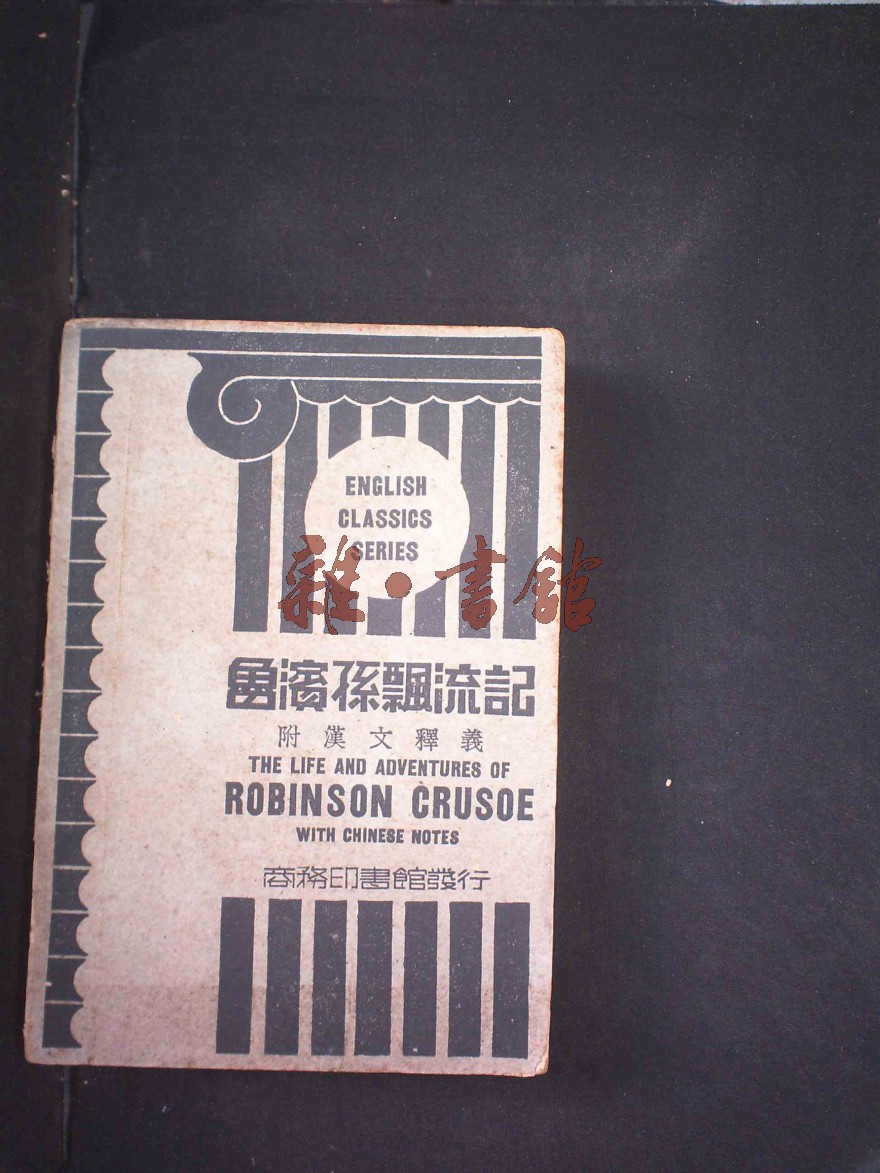 ENGLISH
CLASSICS
SERIES
雜·書館
魯濱孫飄流記
附漢文釋義
THE LIFE AND ADVENTURES OF
ROBINSON CRUSOE
WITH CHINESE NOTES
商務印書館發行